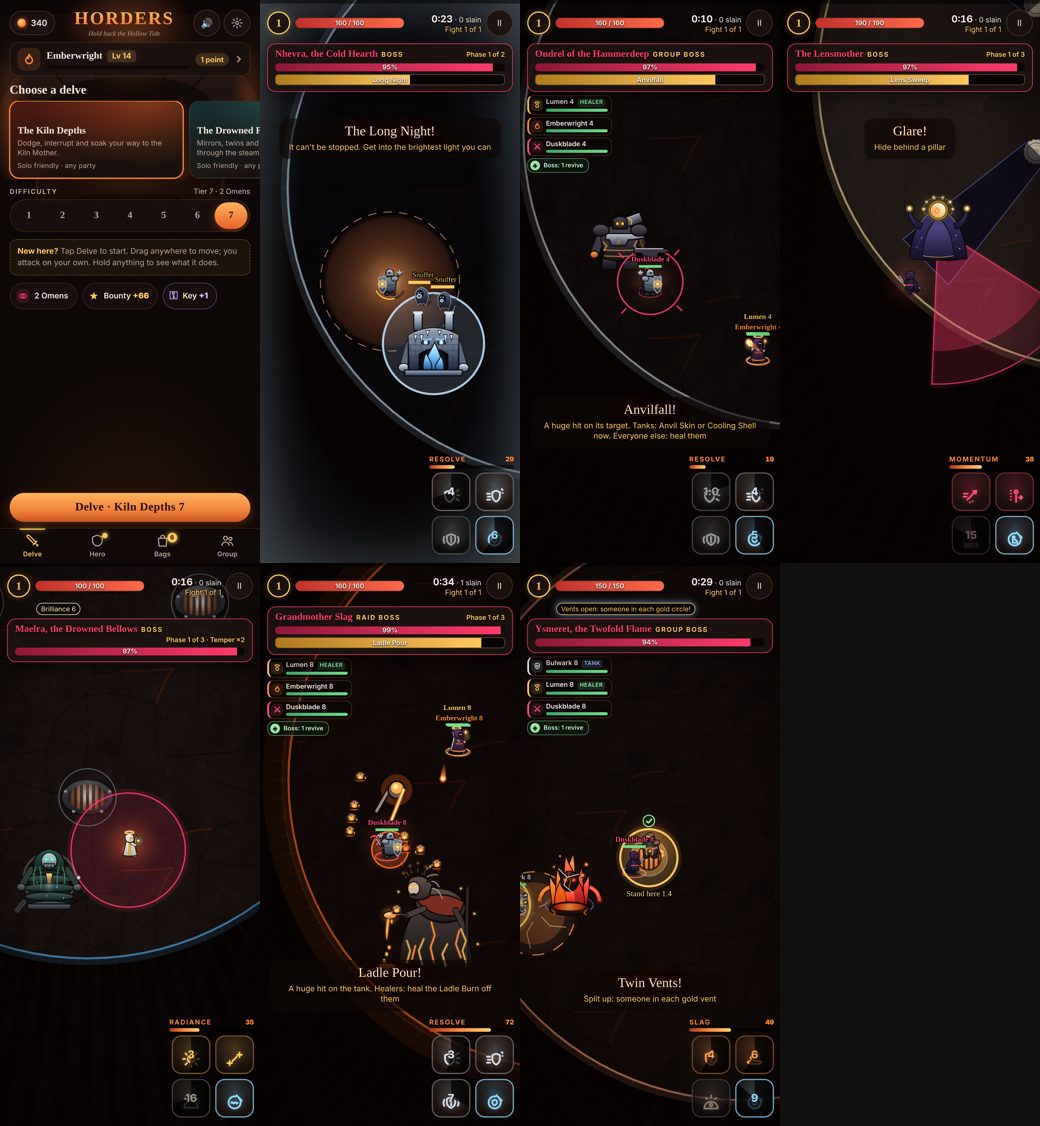 340
HORDERS
Hold back the Hollow Tide
Emberwright Lv 14
1 point
Choose a delve
The Kiln Depths
Dodge, interrupt and soak your way to the
Kiln Mother.
Solo friendly · any party
The Drowned F
Mirrors, twins and
through the steam
Solo friendly · any p
DIFFICULTY
Tier 7 · 2 Omens
1 2 3 4 5 6 7
New here? Tap Delve to start. Drag anywhere to move; you
attack on your own. Hold anything to see what it does.
2 Omens
Bounty +66
Key +1
Delve · Kiln Depths 7
Delve
Hero
6
Bags
Group
1
160 / 160
0:23 · 0 slain
Fight 1 of 1
Nhevra, the Cold Hearth BOSS
Phase 1 of 2
95%
Long Night
The Long Night!
It can't be stopped. Get into the brightest light you can
Snuffer
Snuffer
RESOLVE 29
4
6
1
160 / 160
0:10 · 0 slain
Fight 1 of 1
Ondrel of the Hammerdeep GROUP BOSS
97%
Anvilfall
Lumen 4 HEALER
Emberwright 4
Duskblade 4
Boss: 1 revive
Duskblade 4
Lumen 4
Emberwright 4
Anvilfall!
A huge hit on its target. Tanks: Anvil Skin or Cooling Shell
now. Everyone else: heal them
RESOLVE 19
4
1
190 / 190
0:16 · 0 slain
Fight 1 of 1
The Lensmother BOSS
Phase 1 of 3
97%
Lens Sweep
Glare!
Hide behind a pillar
MOMENTUM 38
15
1
100 / 100
0:16 · 0 slain
Fight 1 of 1
Brilliance 6
Maelra, the Drowned Bellows BOSS
Phase 1 of 3 · Temper ×2
97%
RADIANCE 35
3
16
1
160 / 160
0:34 · 1 slain
Fight 1 of 1
Grandmother Slag RAID BOSS
Phase 1 of 3
99%
Ladle Pour
Lumen 8 HEALER
Emberwright 8
Duskblade 8
Boss: 1 revive
Lumen 8
Emberwright 8
Duskblade 8
Ladle Pour!
A huge hit on the tank. Healers: heal the Ladle Burn off
them
RESOLVE 72
3
7
1
150 / 150
0:29 · 0 slain
Fight 1 of 1
Vents open: someone in each gold circle!
Ysmeret, the Twofold Flame GROUP BOSS
94%
Bulwark 8 TANK
Lumen 8 HEALER
Duskblade 8
Boss: 1 revive
Duskblade 8
k 8
Stand here 1.4
Twin Vents!
Split up: someone in each gold vent
SLAG 49
4
6
9